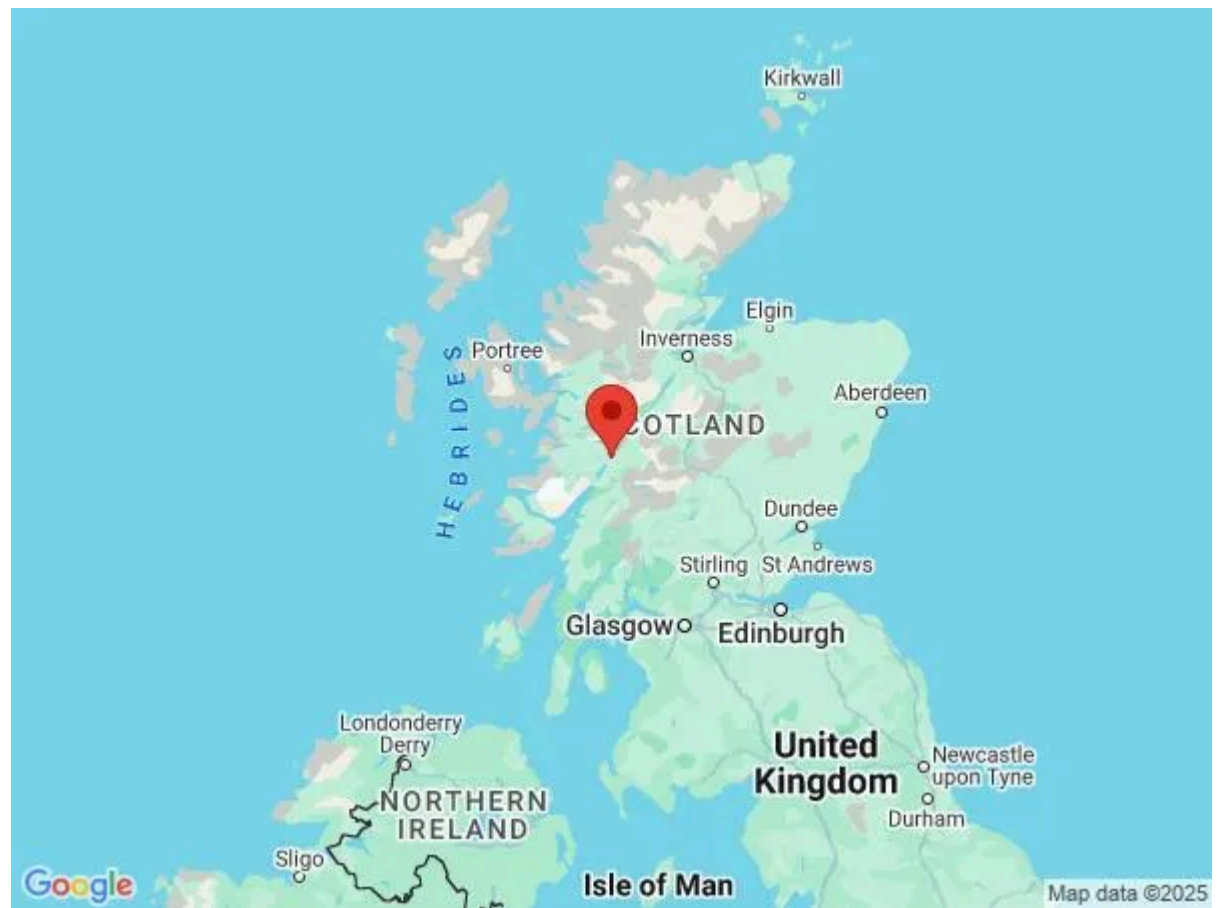 Kirkwall
Elgin
Inverness
Portree
HEBRIDES
Aberdeen
COTLAND
Dundee
Stirling
St Andrews
Glasgow
Edinburgh
Londonderry
Derry
United
Kingdom
Newcastle
upon Tyne
NORTHERN
IRELAND
Durham
Sligo
Isle of Man
Google
Map data ©2025